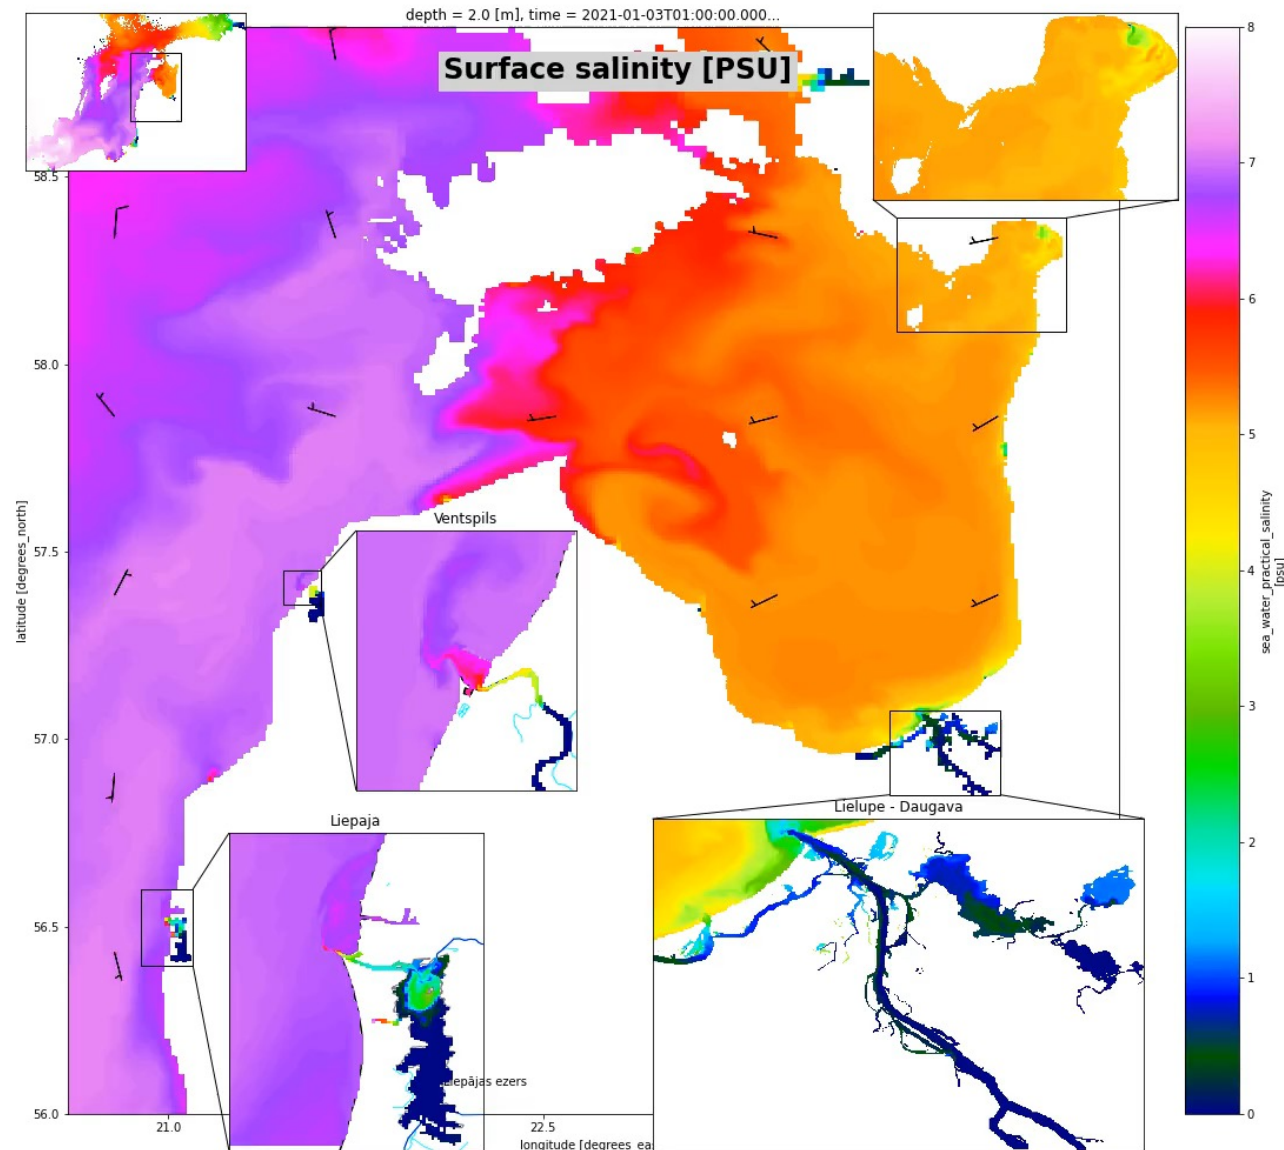 depth = 2.0 [m], time = 2021-01-03T01:00:00.000...
Surface salinity [PSU]
8
7
6
5
4
3
2
1
0
sea_water_practical_salinity
[psu]
58.5
58.0
57.5
57.0
56.5
56.0
latitude [degrees_north]
Ventspils
Liepaja
Lielupe - Daugava
Liepājas ezers
21.0
22.5
longitude [degrees_ea